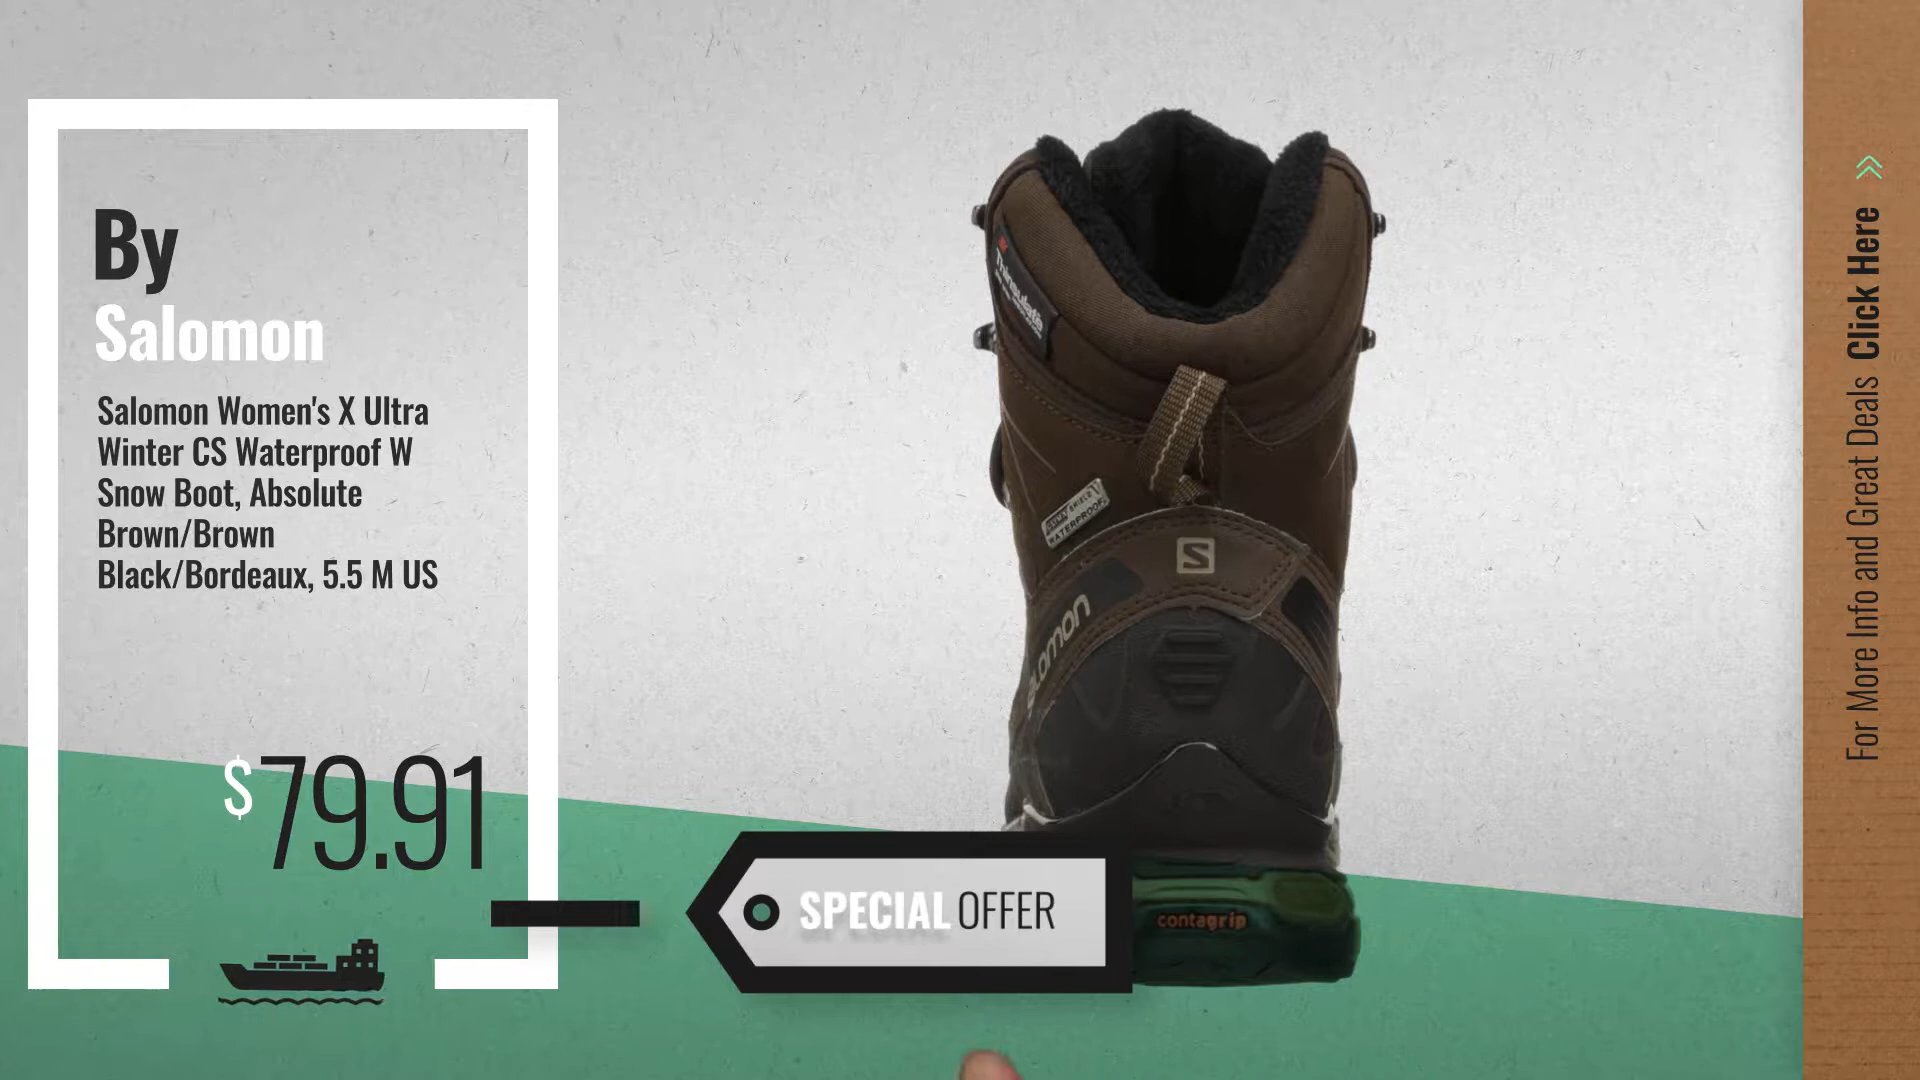 By
Salomon
Salomon Women's X Ultra
Winter CS Waterproof W
Snow Boot, Absolute
Brown/Brown
Black/Bordeaux, 5.5 M US
$79.91
SPECIAL OFFER
Thinsulate
WATERPROOF
S
salomon
contagrip
For More Info and Great Deals Click Here